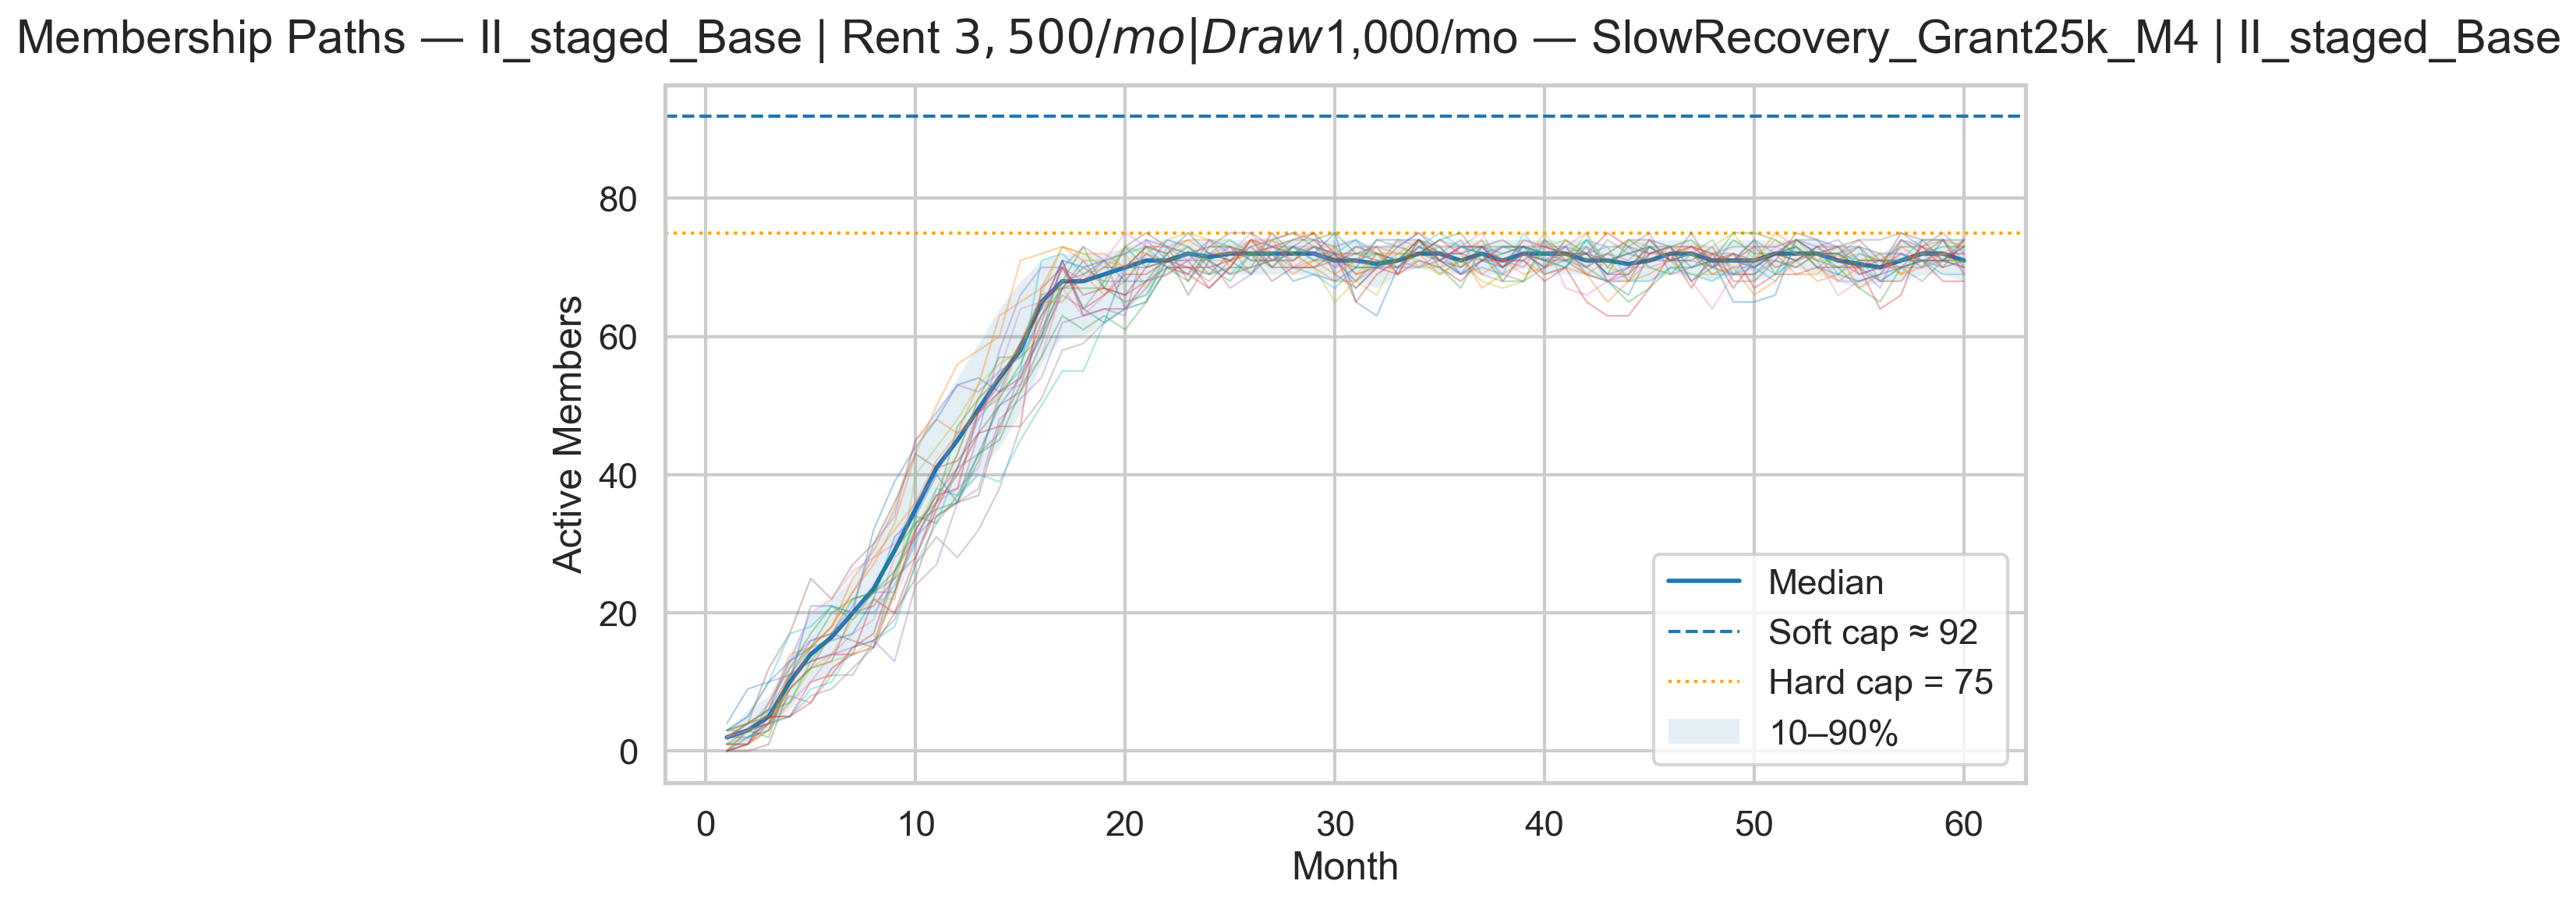 Membership Paths — II_staged_Base | Rent 3,500/mo|Draw1,000/mo — SlowRecovery_Grant25k_M4 | II_staged_Base
Active Members
80
60
40
20
0
Median
Soft cap ≈ 92
Hard cap = 75
10–90%
0 10 20 30 40 50 60
Month